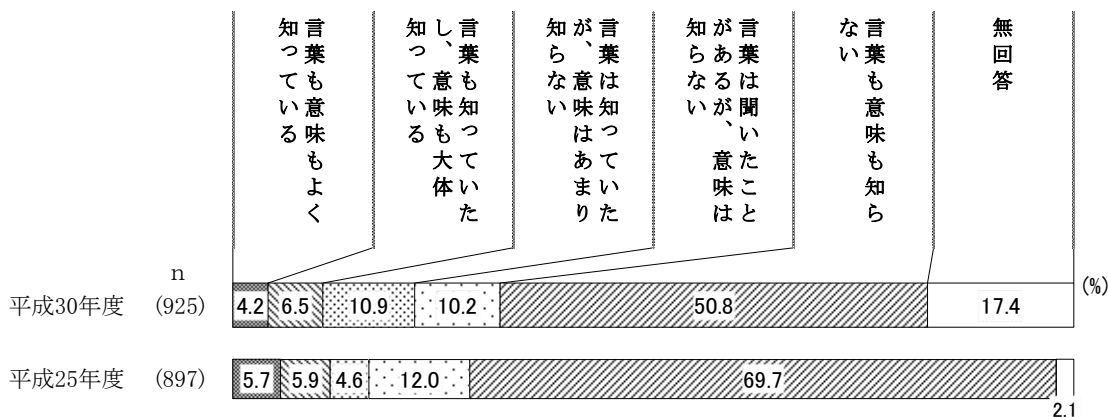 言葉も意味もよく
知っている
言葉も知っていた
し、意味も大体
知っている
言葉は知っていた
が、意味はあまり
知らない
言葉は聞いたこと
があるが、意味は
知らない
言葉も意味も知ら
ない
無回答
n
(%)
平成30年度 (925) 4.2 6.5 10.9 10.2 50.8 17.4
平成25年度 (897) 5.7 5.9 4.6 12.0 69.7 2.1